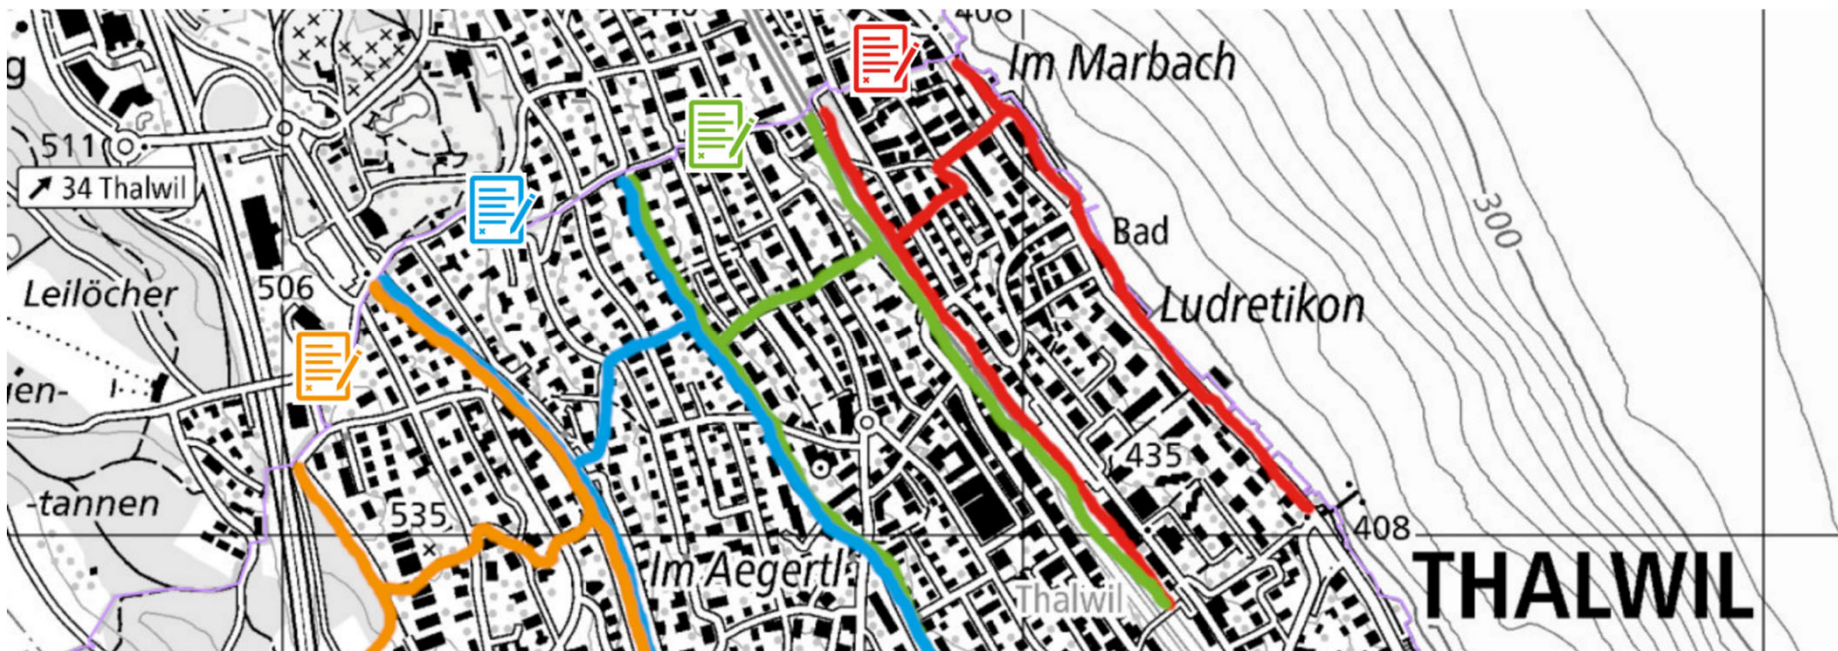 Im Marbach
g
511
34 Thalwil
Bad
300
Leilöcher
506
Ludretikon
en-
435
-tannen
535
408
Im Aegertli
Thalwil
THALWIL